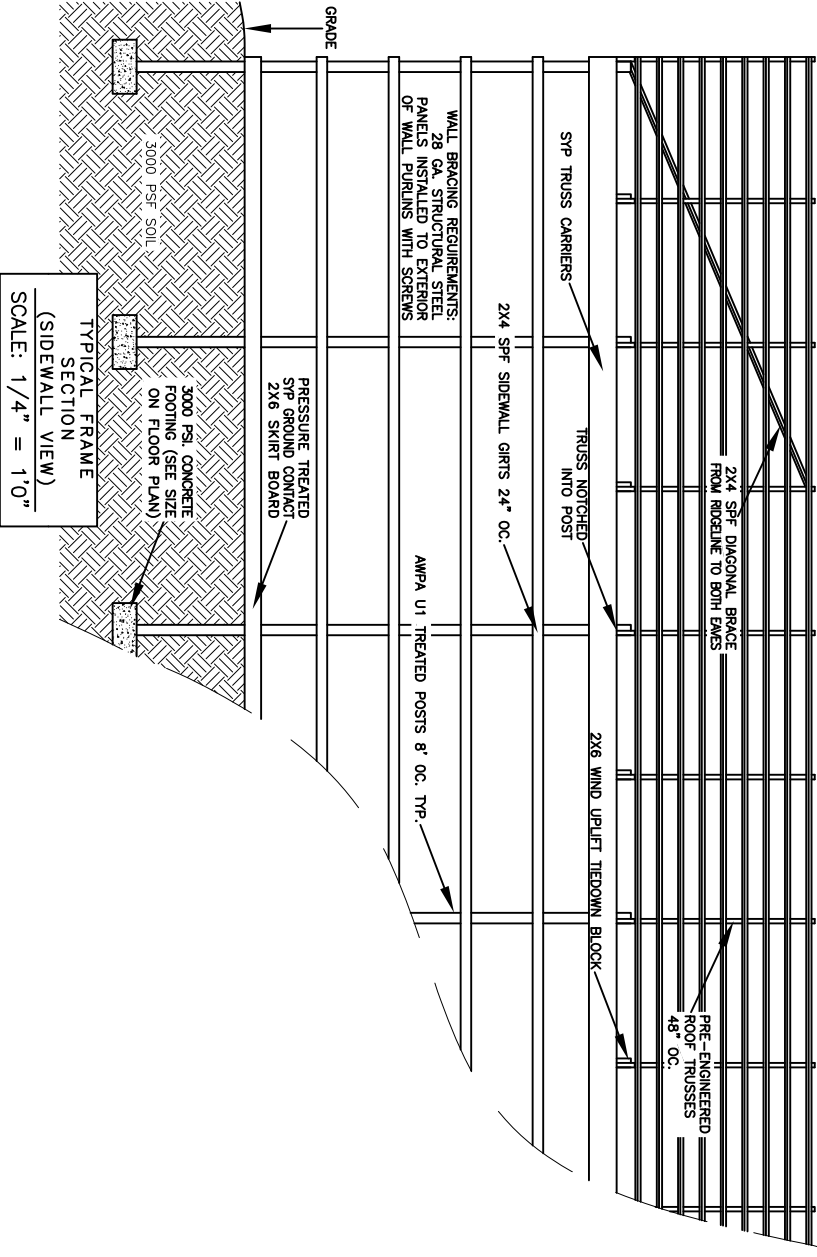 2X4 SPF DIAGONAL BRACE
FROM RIDGELINE TO BOTH EAVES
PRE-ENGINEERED
ROOF TRUSSES
48" OC.
SYP TRUSS CARRIERS
TRUSS NOTCHED
INTO POST
2X6 WIND UPLIFT TIEDOWN BLOCK
2X4 SPF SIDEWALL GIRTS 24" OC.
WALL BRACING REGUIREMENTS:
28 GA. STRUCTURAL STEEL
PANELS INSTALLED TO EXTERIOR
OF WALL PURLINS WITH SCREWS
AWPA U1 TREATED POSTS 8' OC. TYP.
GRADE
PRESSURE TREATED
SYP GROUND CONTACT
2X6 SKIRT BOARD
3000 PSF SOIL
3000 PSI. CONCRETE
FOOTING (SEE SIZE
ON FLOOR PLAN)
TYPICAL FRAME
SECTION
(SIDEWALL VIEW)
SCALE: 1/4" = 1'0"